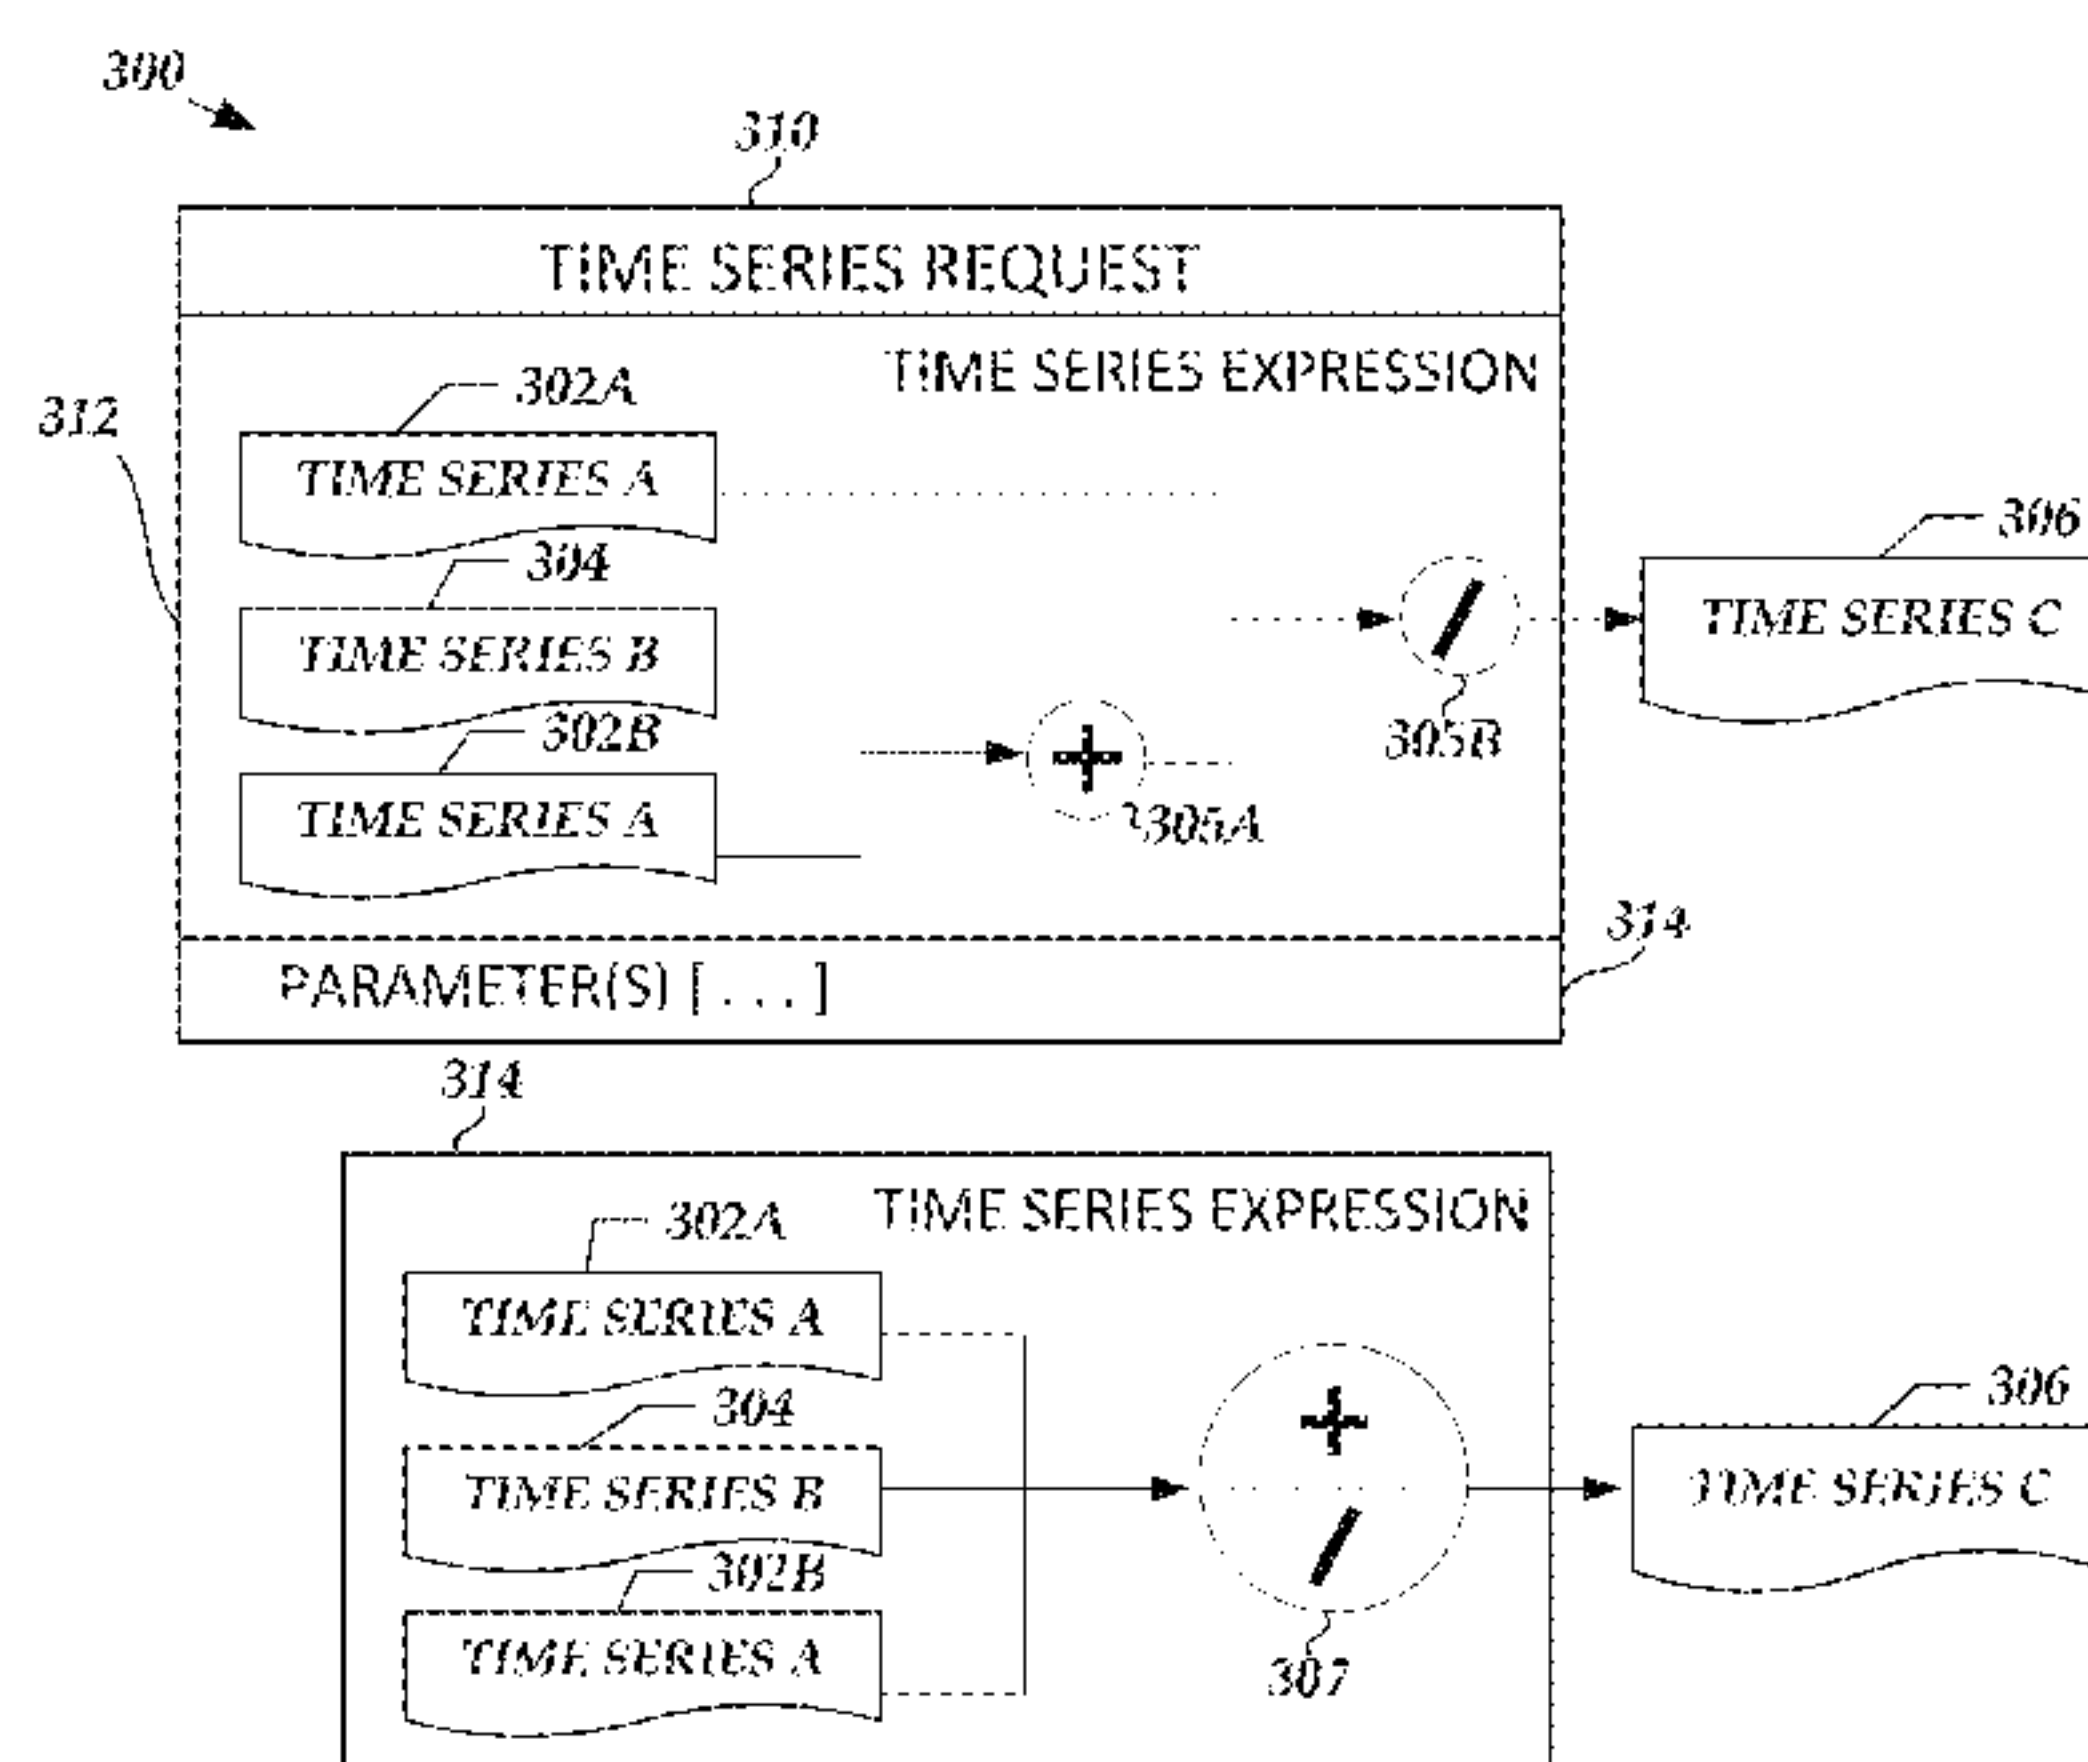 300
310
TIME SERIES REQUEST
TIME SERIES EXPRESSION
302A
312
TIME SERIES A
306
304
TIME SERIES C
TIME SERIES B
302B
305B
+
/
TIME SERIES A
305A
314
PARAMETER(S) [ . . . ]
314
TIME SERIES EXPRESSION
302A
TIME SERIES A
306
304
+
TIME SERIES B
TIME SERIES C
/
302B
TIME SERIES A
307